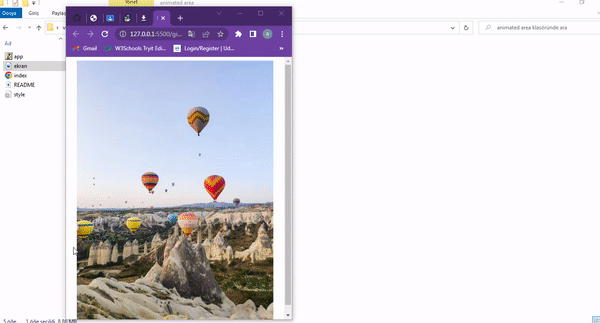 Yönet
animated area
Dosya
Giriş
127.0.0.1:5500/gi...
animated area klasöründe ara
Gmail
W3Schools Tryit Edi...
Login/Register | Ud...
»
Ad
app
ekran
index
README
style
5 öğe
1 öğe seçildi. 8,88 MB